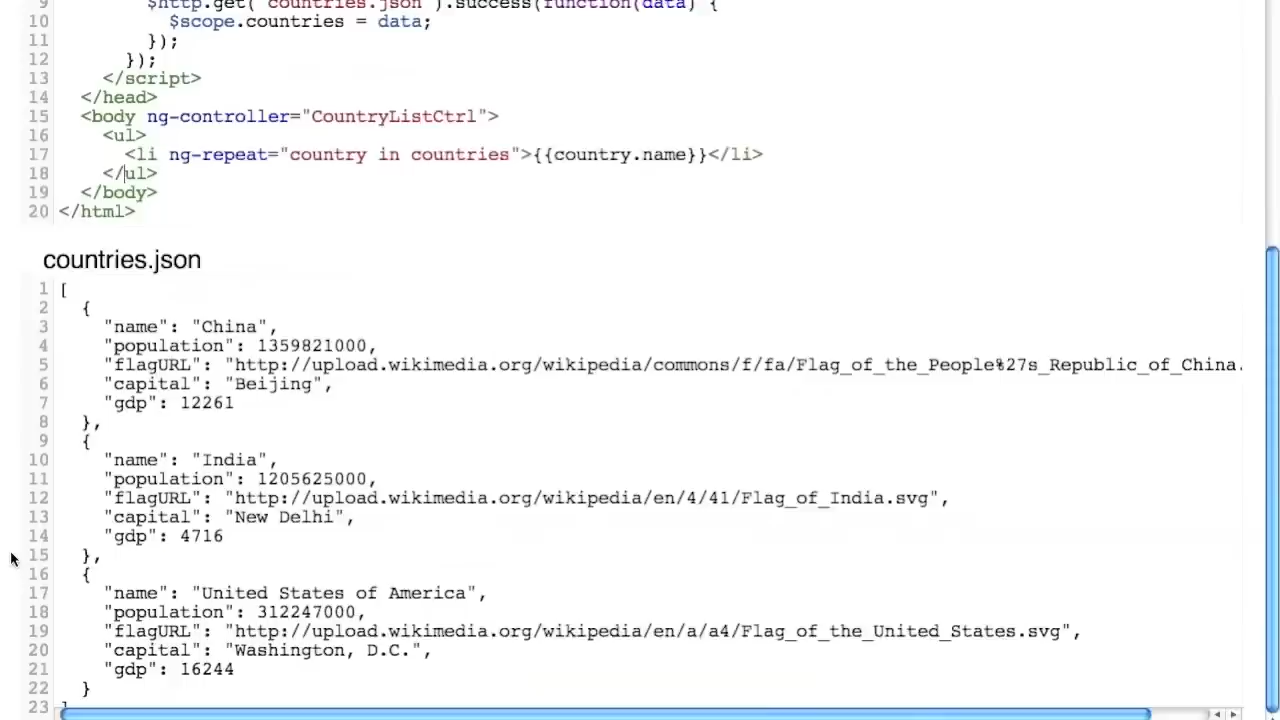 9 $http.get('countries.json').success(function(data) {
10 $scope.countries = data;
11 });
12 });
13 </script>
14 </head>
15 <body ng-controller="CountryListCtrl">
16 <ul>
17 <li ng-repeat="country in countries">{{country.name}}</li>
18 </ul>
19 </body>
20 </html>
countries.json
1 [
2 {
3 "name": "China",
4 "population": 1359821000,
5 "flagURL": "http://upload.wikimedia.org/wikipedia/commons/f/fa/Flag_of_the_People%27s_Republic_of_China.
6 "capital": "Beijing",
7 "gdp": 12261
8 },
9 {
10 "name": "India",
11 "population": 1205625000,
12 "flagURL": "http://upload.wikimedia.org/wikipedia/en/4/41/Flag_of_India.svg",
13 "capital": "New Delhi",
14 "gdp": 4716
15 },
16 {
17 "name": "United States of America",
18 "population": 312247000,
19 "flagURL": "http://upload.wikimedia.org/wikipedia/en/a/a4/Flag_of_the_United_States.svg",
20 "capital": "Washington, D.C.",
21 "gdp": 16244
22 }
23 ]